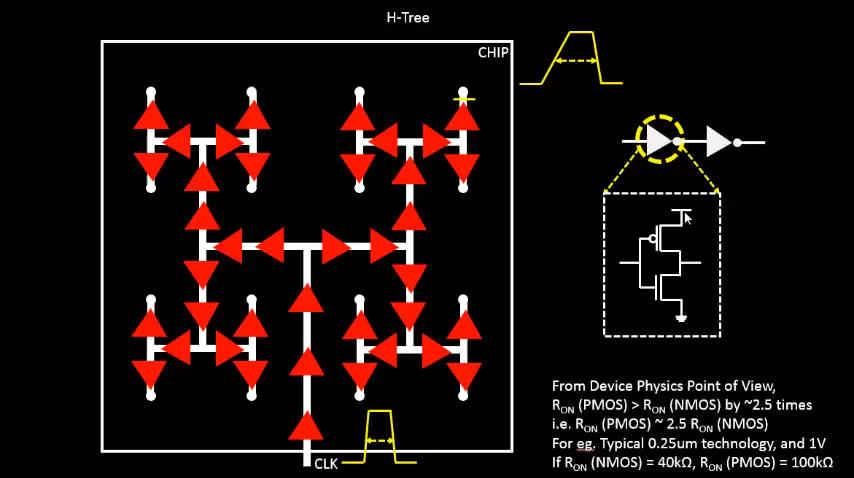 H-Tree
CHIP
CLK
From Device Physics Point of View,
RON (PMOS) > RON (NMOS) by ~2.5 times
i.e. RON (PMOS) ~ 2.5 RON (NMOS)
For eg. Typical 0.25um technology, and 1V
If RON (NMOS) = 40kΩ, RON (PMOS) = 100kΩ